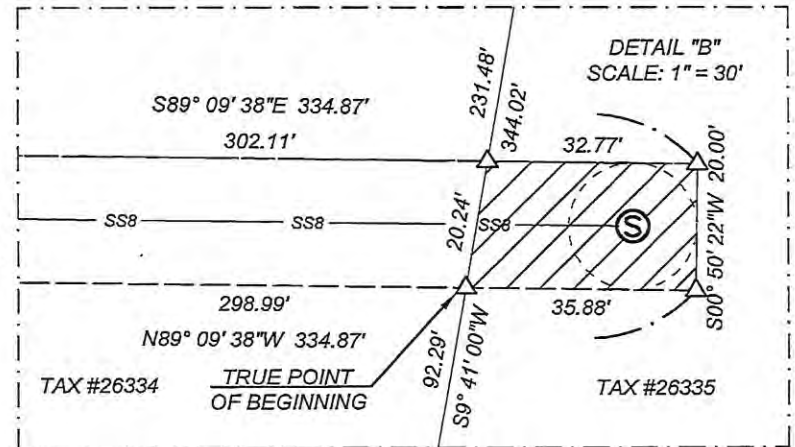 DETAIL "B"
SCALE: 1" = 30'
S89° 09' 38"E 334.87'
302.11'
231.48'
344.02'
32.77'
20.00'
S00° 50' 22"W
SS8
SS8
SS8
S
20.24'
298.99'
35.88'
N89° 09' 38"W 334.87'
92.29'
S9° 41' 00"W
TAX #26334
TRUE POINT
OF BEGINNING
TAX #26335